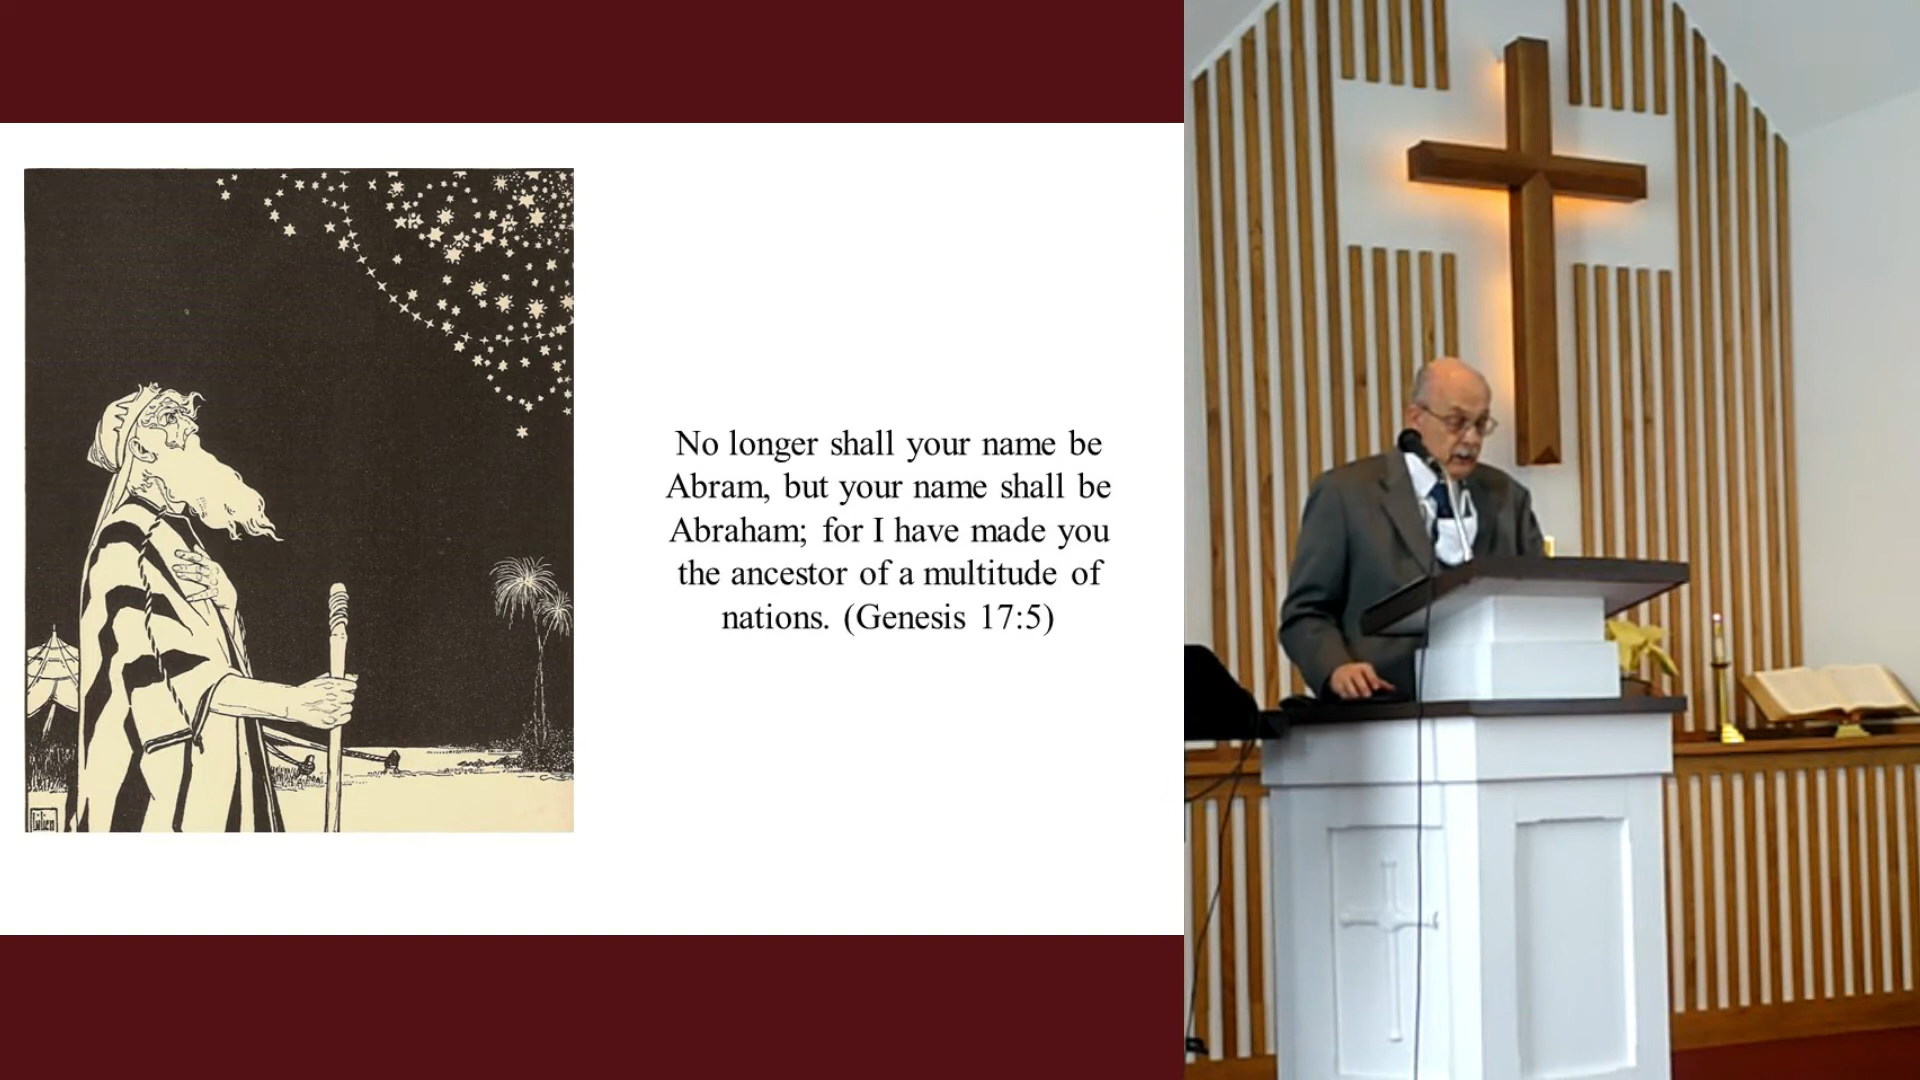 No longer shall your name be
Abram, but your name shall be
Abraham; for I have made you
the ancestor of a multitude of
nations. (Genesis 17:5)
Lilien